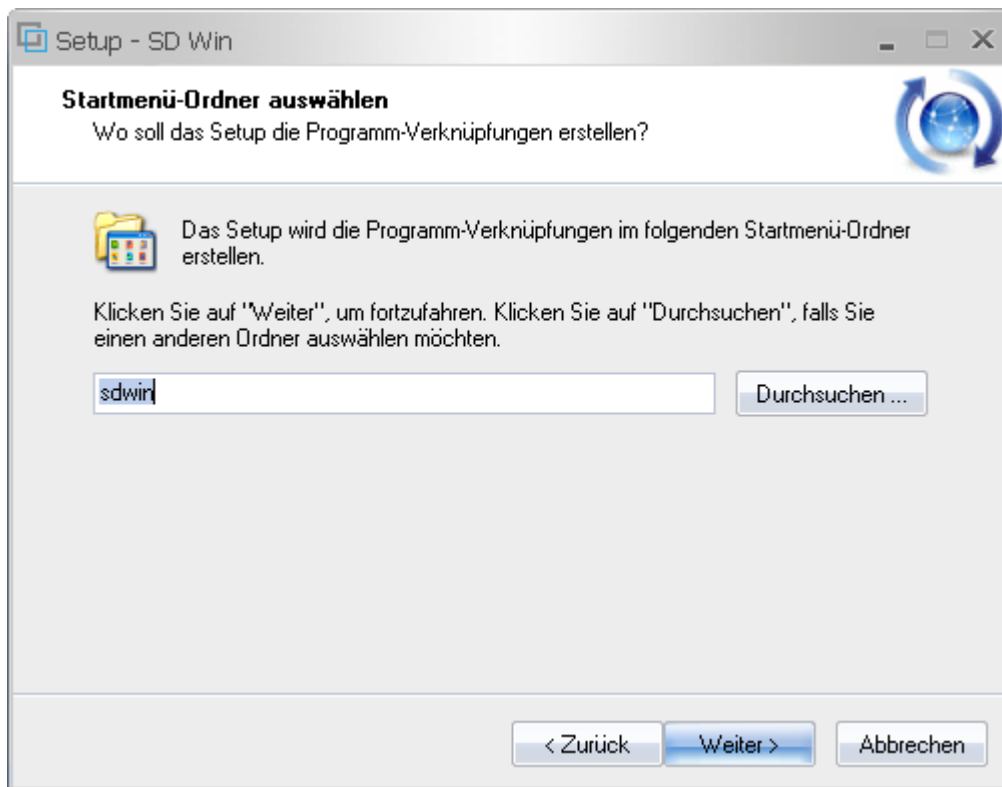 Setup - SD Win
Startmenü-Ordner auswählen
Wo soll das Setup die Programm-Verknüpfungen erstellen?
Das Setup wird die Programm-Verknüpfungen im folgenden Startmenü-Ordner
erstellen.
Klicken Sie auf "Weiter", um fortzufahren. Klicken Sie auf "Durchsuchen", falls Sie
einen anderen Ordner auswählen möchten.
sdwin
Durchsuchen ...
< Zurück
Weiter >
Abbrechen